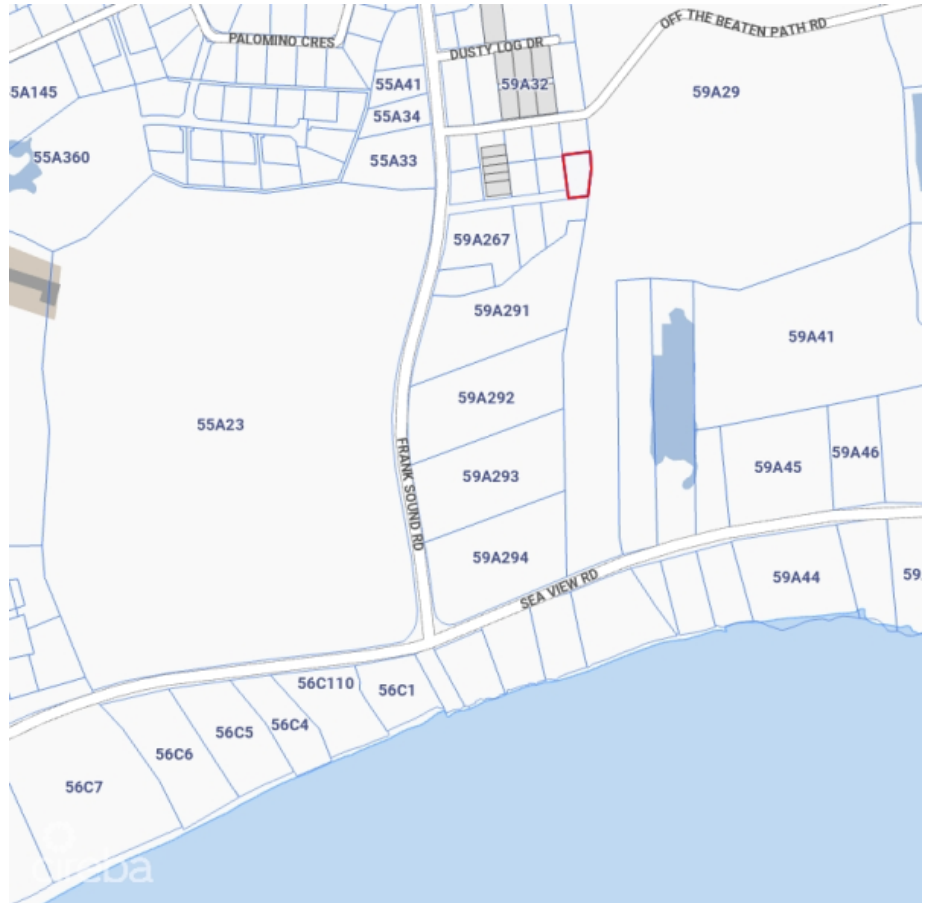 OFF THE BEATEN PATH RD
PALOMINO CRES
DUSTY LOG DR
55A41
59A32
5A145
59A29
55A34
55A360
55A33
59A267
59A291
59A41
59A292
55A23
FRANK SOUND RD
59A46
59A45
59A293
59A294
SEA VIEW RD
59A44
59
56C110
56C1
56C4
56C5
56C6
56C7
cireba